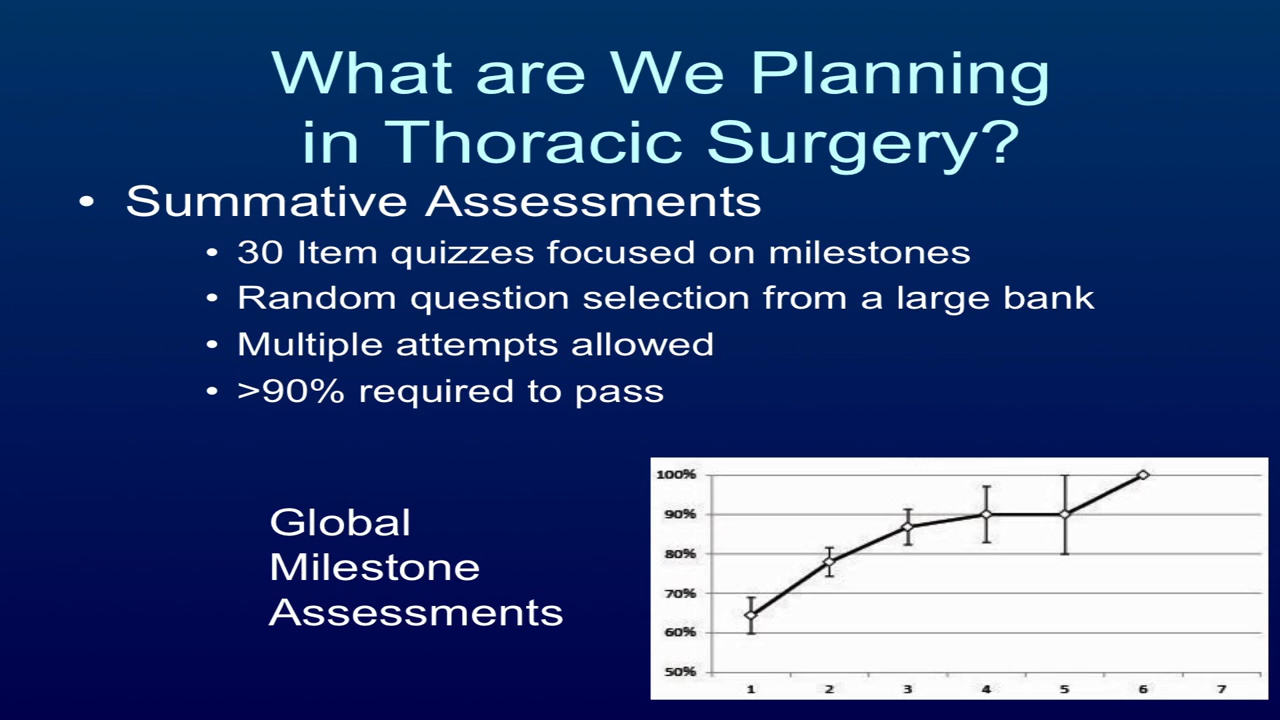 What are We Planning
in Thoracic Surgery?
• Summative Assessments
• 30 Item quizzes focused on milestones
• Random question selection from a large bank
• Multiple attempts allowed
• >90% required to pass
Global
Milestone
Assessments
100%
90%
80%
70%
60%
50%
1 2 3 4 5 6 7